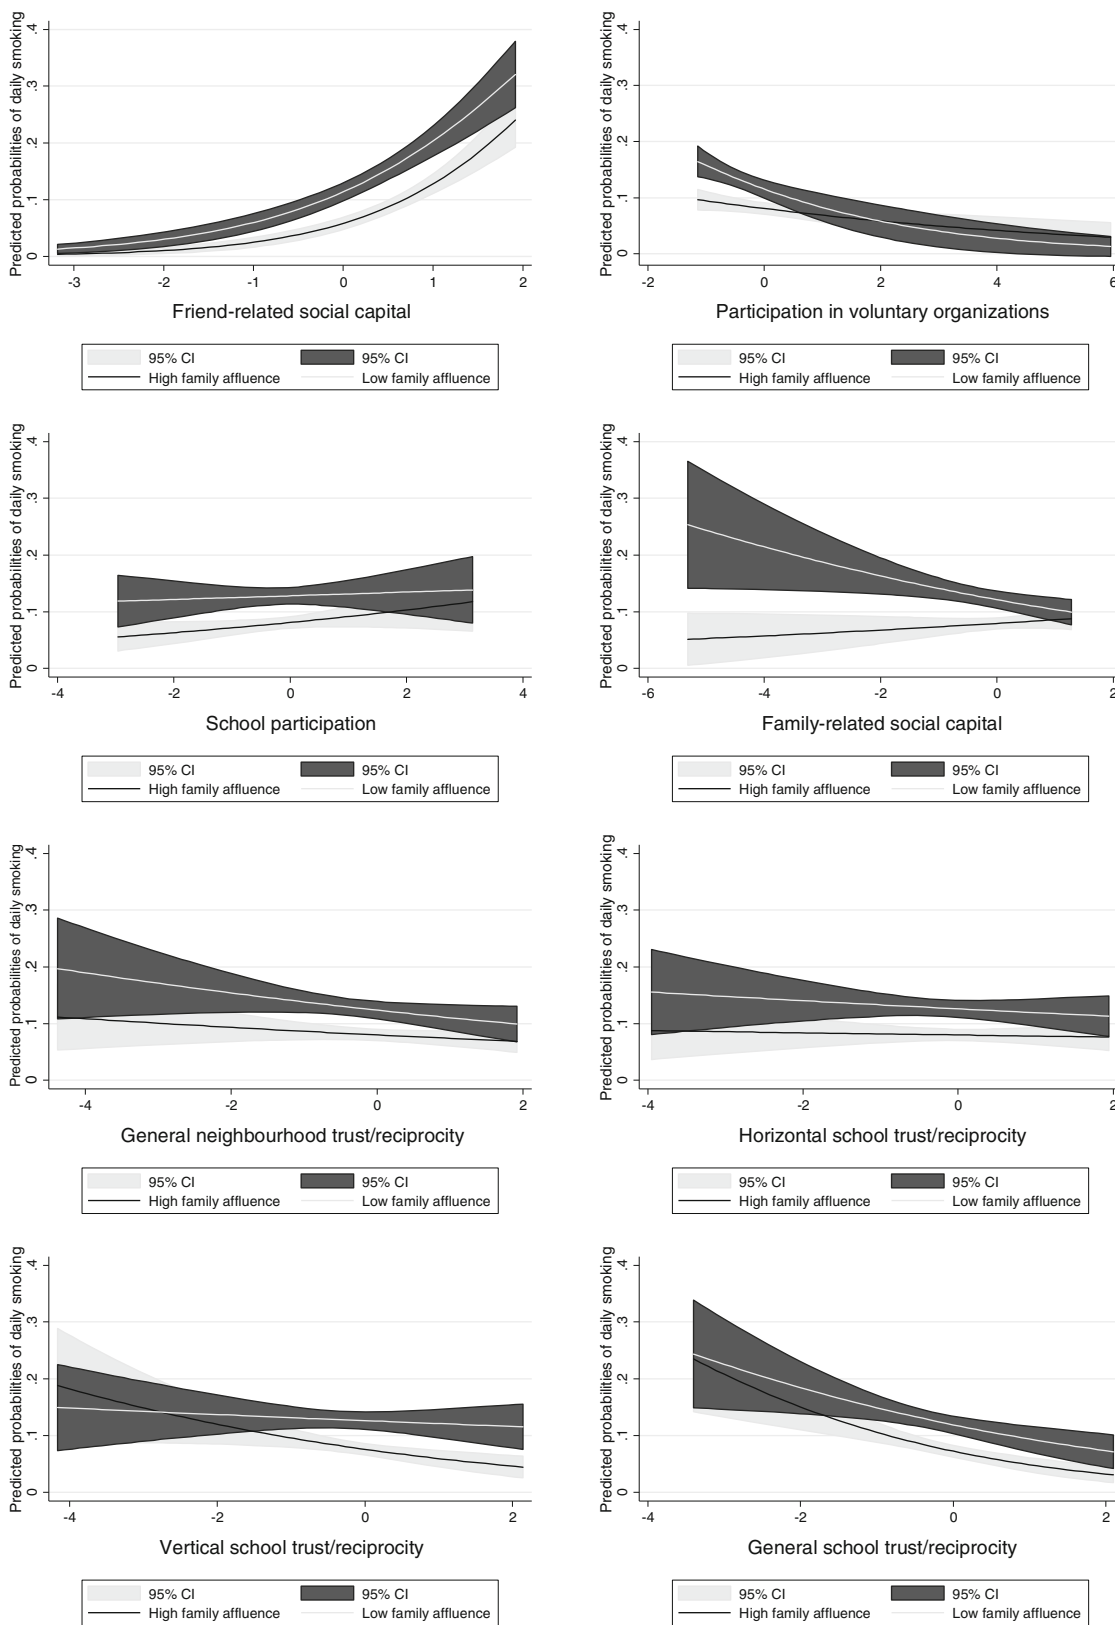 Predicted probabilities of daily smoking
0 .1 .2 .3 .4
-3 -2 -1 0 1 2
Friend-related social capital
95% CI 95% CI
High family affluence Low family affluence
Predicted probabilities of daily smoking
0 .1 .2 .3 .4
-2 0 2 4 6
Participation in voluntary organizations
95% CI 95% CI
High family affluence Low family affluence
Predicted probabilities of daily smoking
0 .1 .2 .3 .4
-4 -2 0 2 4
School participation
95% CI 95% CI
High family affluence Low family affluence
Predicted probabilities of daily smoking
0 .1 .2 .3 .4
-6 -4 -2 0 2
Family-related social capital
95% CI 95% CI
High family affluence Low family affluence
Predicted probabilities of daily smoking
0 .1 .2 .3 .4
-4 -2 0 2
General neighbourhood trust/reciprocity
95% CI 95% CI
High family affluence Low family affluence
Predicted probabilities of daily smoking
0 .1 .2 .3 .4
-4 -2 0 2
Horizontal school trust/reciprocity
95% CI 95% CI
High family affluence Low family affluence
Predicted probabilities of daily smoking
0 .1 .2 .3 .4
-4 -2 0 2
Vertical school trust/reciprocity
95% CI 95% CI
High family affluence Low family affluence
Predicted probabilities of daily smoking
0 .1 .2 .3 .4
-4 -2 0 2
General school trust/reciprocity
95% CI 95% CI
High family affluence Low family affluence